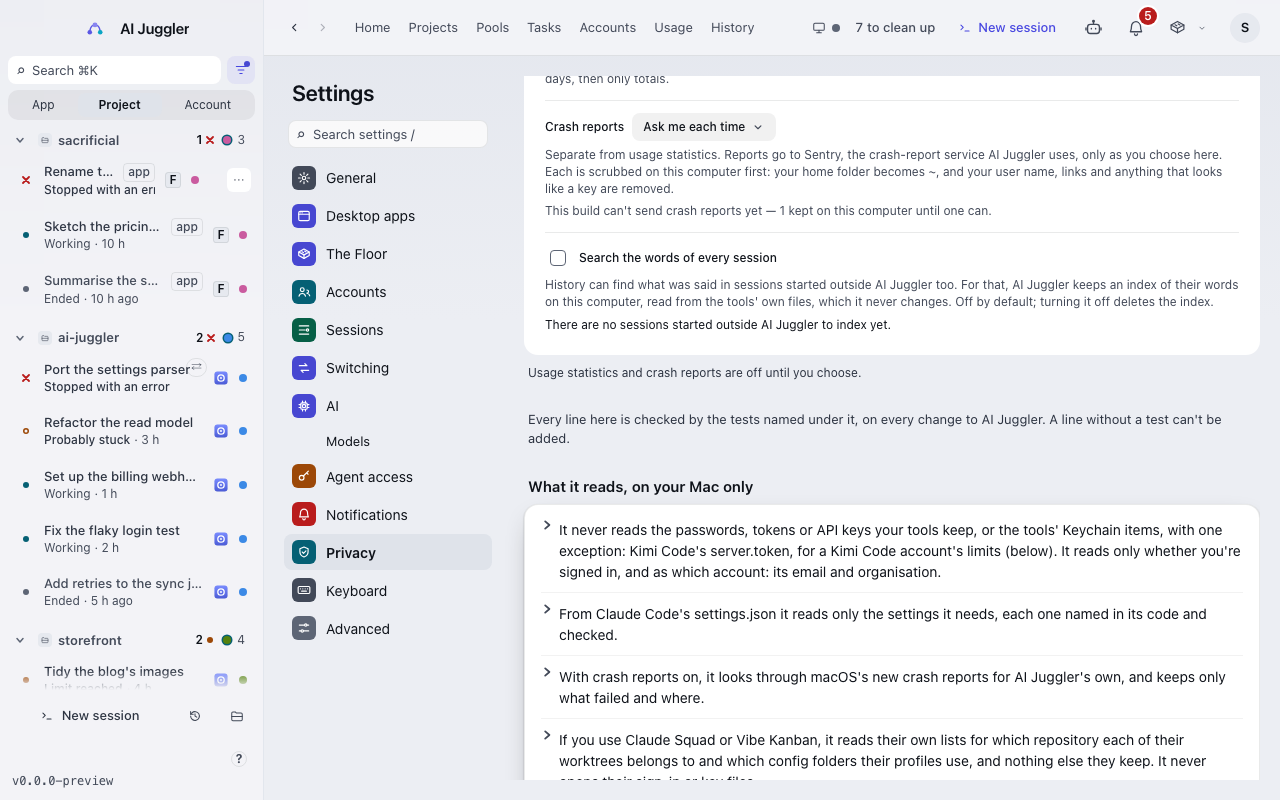 AI Juggler
Search ⌘K
App Project Account
sacrificial 1 3
Rename t... app F
Stopped with an err
Sketch the pricin... app F
Working · 10 h
Summarise the s... app F
Ended · 10 h ago
ai-juggler 2 5
Port the settings parser
Stopped with an error
Refactor the read model
Probably stuck · 3 h
Set up the billing webh...
Working · 1 h
Fix the flaky login test
Working · 2 h
Add retries to the sync j...
Ended · 5 h ago
storefront 2 4
Tidy the blog's images
New session
?
v0.0.0-preview
Home Projects Pools Tasks Accounts Usage History 7 to clean up New session 5 S
Settings
Search settings /
General
Desktop apps
The Floor
Accounts
Sessions
Switching
AI
Models
Agent access
Notifications
Privacy
Keyboard
Advanced
days, then only totals.
Crash reports Ask me each time
Separate from usage statistics. Reports go to Sentry, the crash-report service AI Juggler uses, only as you choose here.
Each is scrubbed on this computer first: your home folder becomes ~, and your user name, links and anything that looks
like a key are removed.
This build can't send crash reports yet — 1 kept on this computer until one can.
Search the words of every session
History can find what was said in sessions started outside AI Juggler too. For that, AI Juggler keeps an index of their words
on this computer, read from the tools' own files, which it never changes. Off by default; turning it off deletes the index.
There are no sessions started outside AI Juggler to index yet.
Usage statistics and crash reports are off until you choose.
Every line here is checked by the tests named under it, on every change to AI Juggler. A line without a test can't be
added.
What it reads, on your Mac only
It never reads the passwords, tokens or API keys your tools keep, or the tools' Keychain items, with one
exception: Kimi Code's server.token, for a Kimi Code account's limits (below). It reads only whether you're
signed in, and as which account: its email and organisation.
From Claude Code's settings.json it reads only the settings it needs, each one named in its code and
checked.
With crash reports on, it looks through macOS's new crash reports for AI Juggler's own, and keeps only
what failed and where.
If you use Claude Squad or Vibe Kanban, it reads their own lists for which repository each of their
worktrees belongs to and which config folders their profiles use, and nothing else they keep. It never